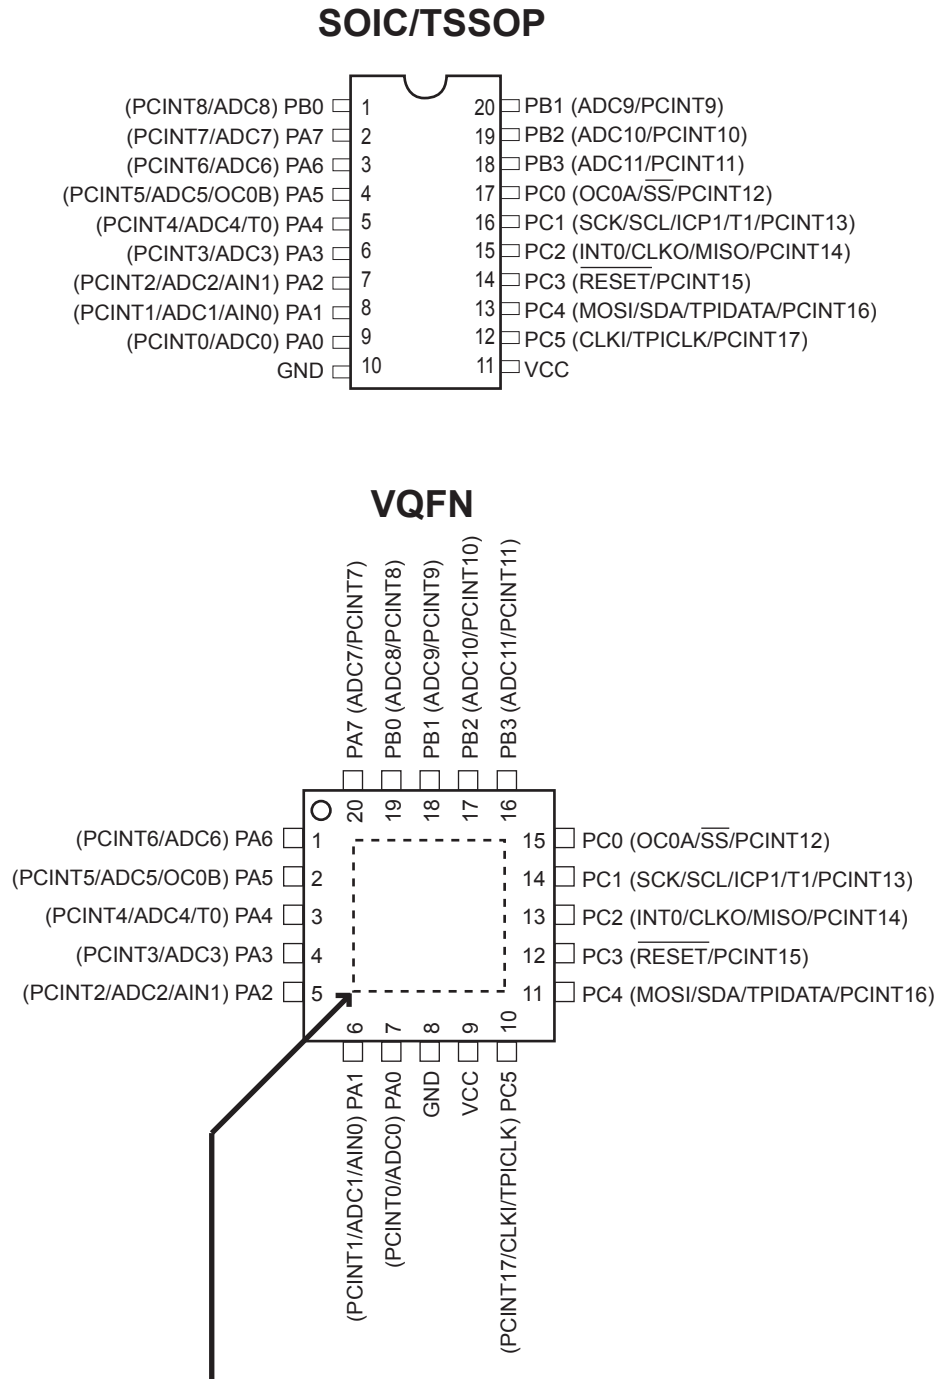 SOIC/TSSOP
(PCINT8/ADC8) PB0 1 20 PB1 (ADC9/PCINT9)
(PCINT7/ADC7) PA7 2 19 PB2 (ADC10/PCINT10)
(PCINT6/ADC6) PA6 3 18 PB3 (ADC11/PCINT11)
(PCINT5/ADC5/OC0B) PA5 4 17 PC0 (OC0A/SS/PCINT12)
(PCINT4/ADC4/T0) PA4 5 16 PC1 (SCK/SCL/ICP1/T1/PCINT13)
(PCINT3/ADC3) PA3 6 15 PC2 (INT0/CLKO/MISO/PCINT14)
(PCINT2/ADC2/AIN1) PA2 7 14 PC3 (RESET/PCINT15)
(PCINT1/ADC1/AIN0) PA1 8 13 PC4 (MOSI/SDA/TPIDATA/PCINT16)
(PCINT0/ADC0) PA0 9 12 PC5 (CLKI/TPICLK/PCINT17)
GND 10 11 VCC
VQFN
PA7 (ADC7/PCINT7)
PB0 (ADC8/PCINT8)
PB1 (ADC9/PCINT9)
PB2 (ADC10/PCINT10)
PB3 (ADC11/PCINT11)
20 19 18 17 16
(PCINT6/ADC6) PA6 1 15 PC0 (OC0A/SS/PCINT12)
(PCINT5/ADC5/OC0B) PA5 2 14 PC1 (SCK/SCL/ICP1/T1/PCINT13)
(PCINT4/ADC4/T0) PA4 3 13 PC2 (INT0/CLKO/MISO/PCINT14)
(PCINT3/ADC3) PA3 4 12 PC3 (RESET/PCINT15)
(PCINT2/ADC2/AIN1) PA2 5 11 PC4 (MOSI/SDA/TPIDATA/PCINT16)
6 7 8 9 10
(PCINT1/ADC1/AIN0) PA1
(PCINT0/ADC0) PA0
GND
VCC
(PCINT17/CLKI/TPICLK) PC5